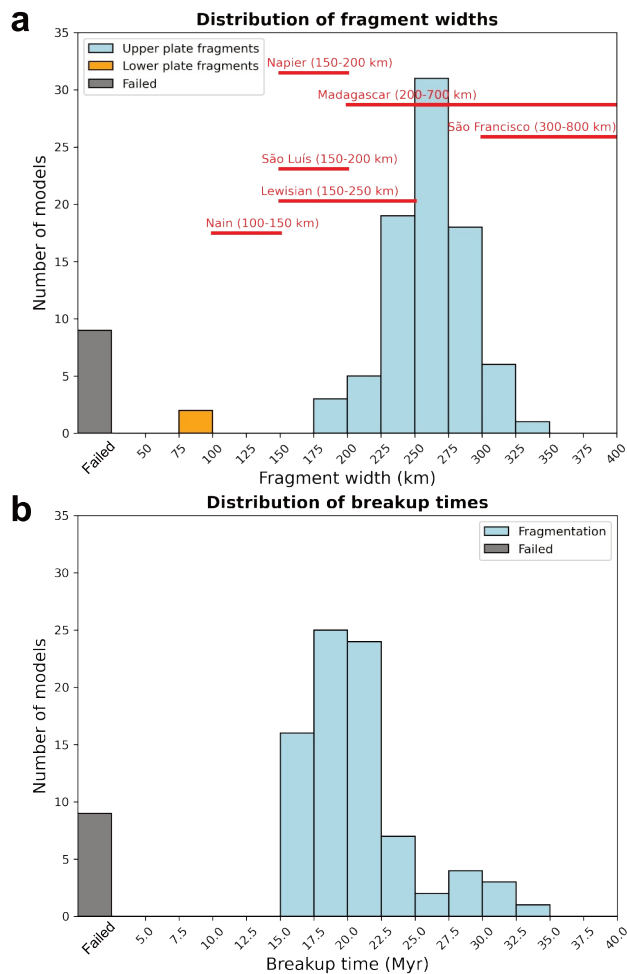 a
Distribution of fragment widths
35
30
25
20
15
10
5
0
Number of models
Upper plate fragments
Lower plate fragments
Failed
Napier (150-200 km)
Madagascar (200-700 km)
São Francisco (300-800 km)
São Luís (150-200 km)
Lewisian (150-250 km)
Nain (100-150 km)
Failed 50 75 100 125 150 175 200 225 250 275 300 325 350 375 400
Fragment width (km)
b
Distribution of breakup times
35
30
25
20
15
10
5
0
Number of models
Fragmentation
Failed
Failed 5.0 7.5 10.0 12.5 15.0 17.5 20.0 22.5 25.0 27.5 30.0 32.5 35.0 37.5 40.0
Breakup time (Myr)